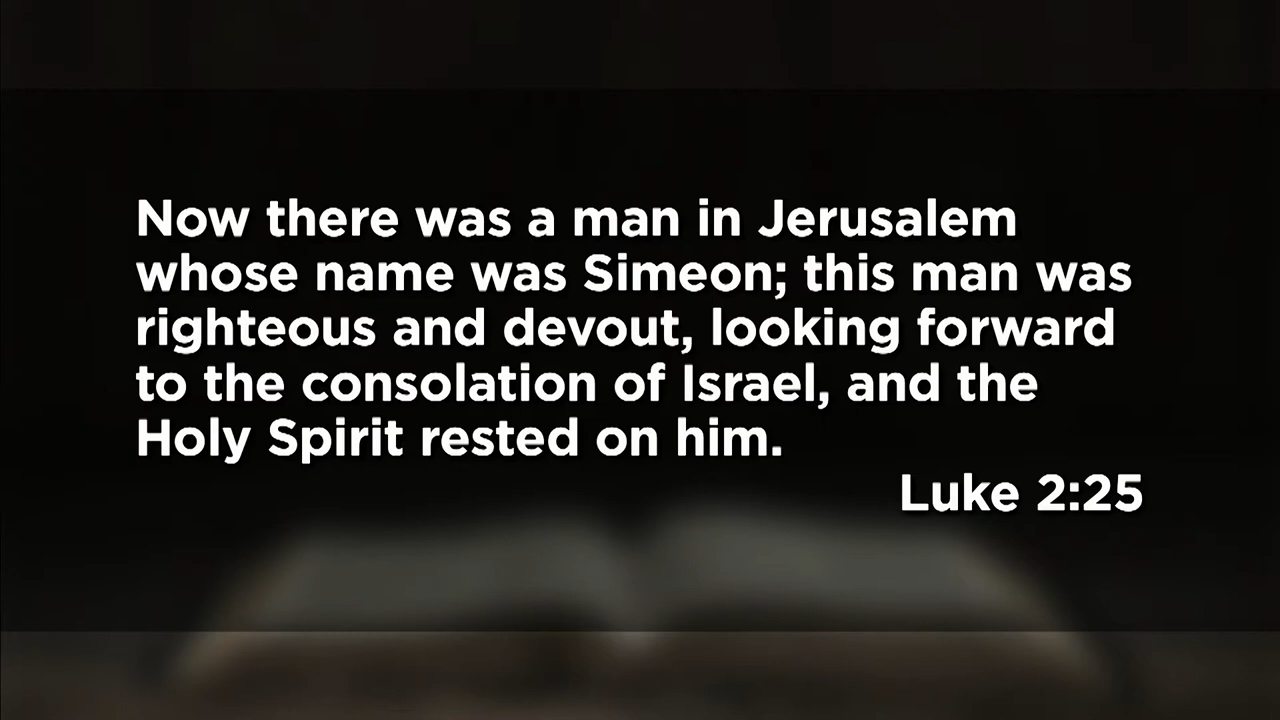 Now there was a man in Jerusalem
whose name was Simeon; this man was
righteous and devout, looking forward
to the consolation of Israel, and the
Holy Spirit rested on him.
Luke 2:25